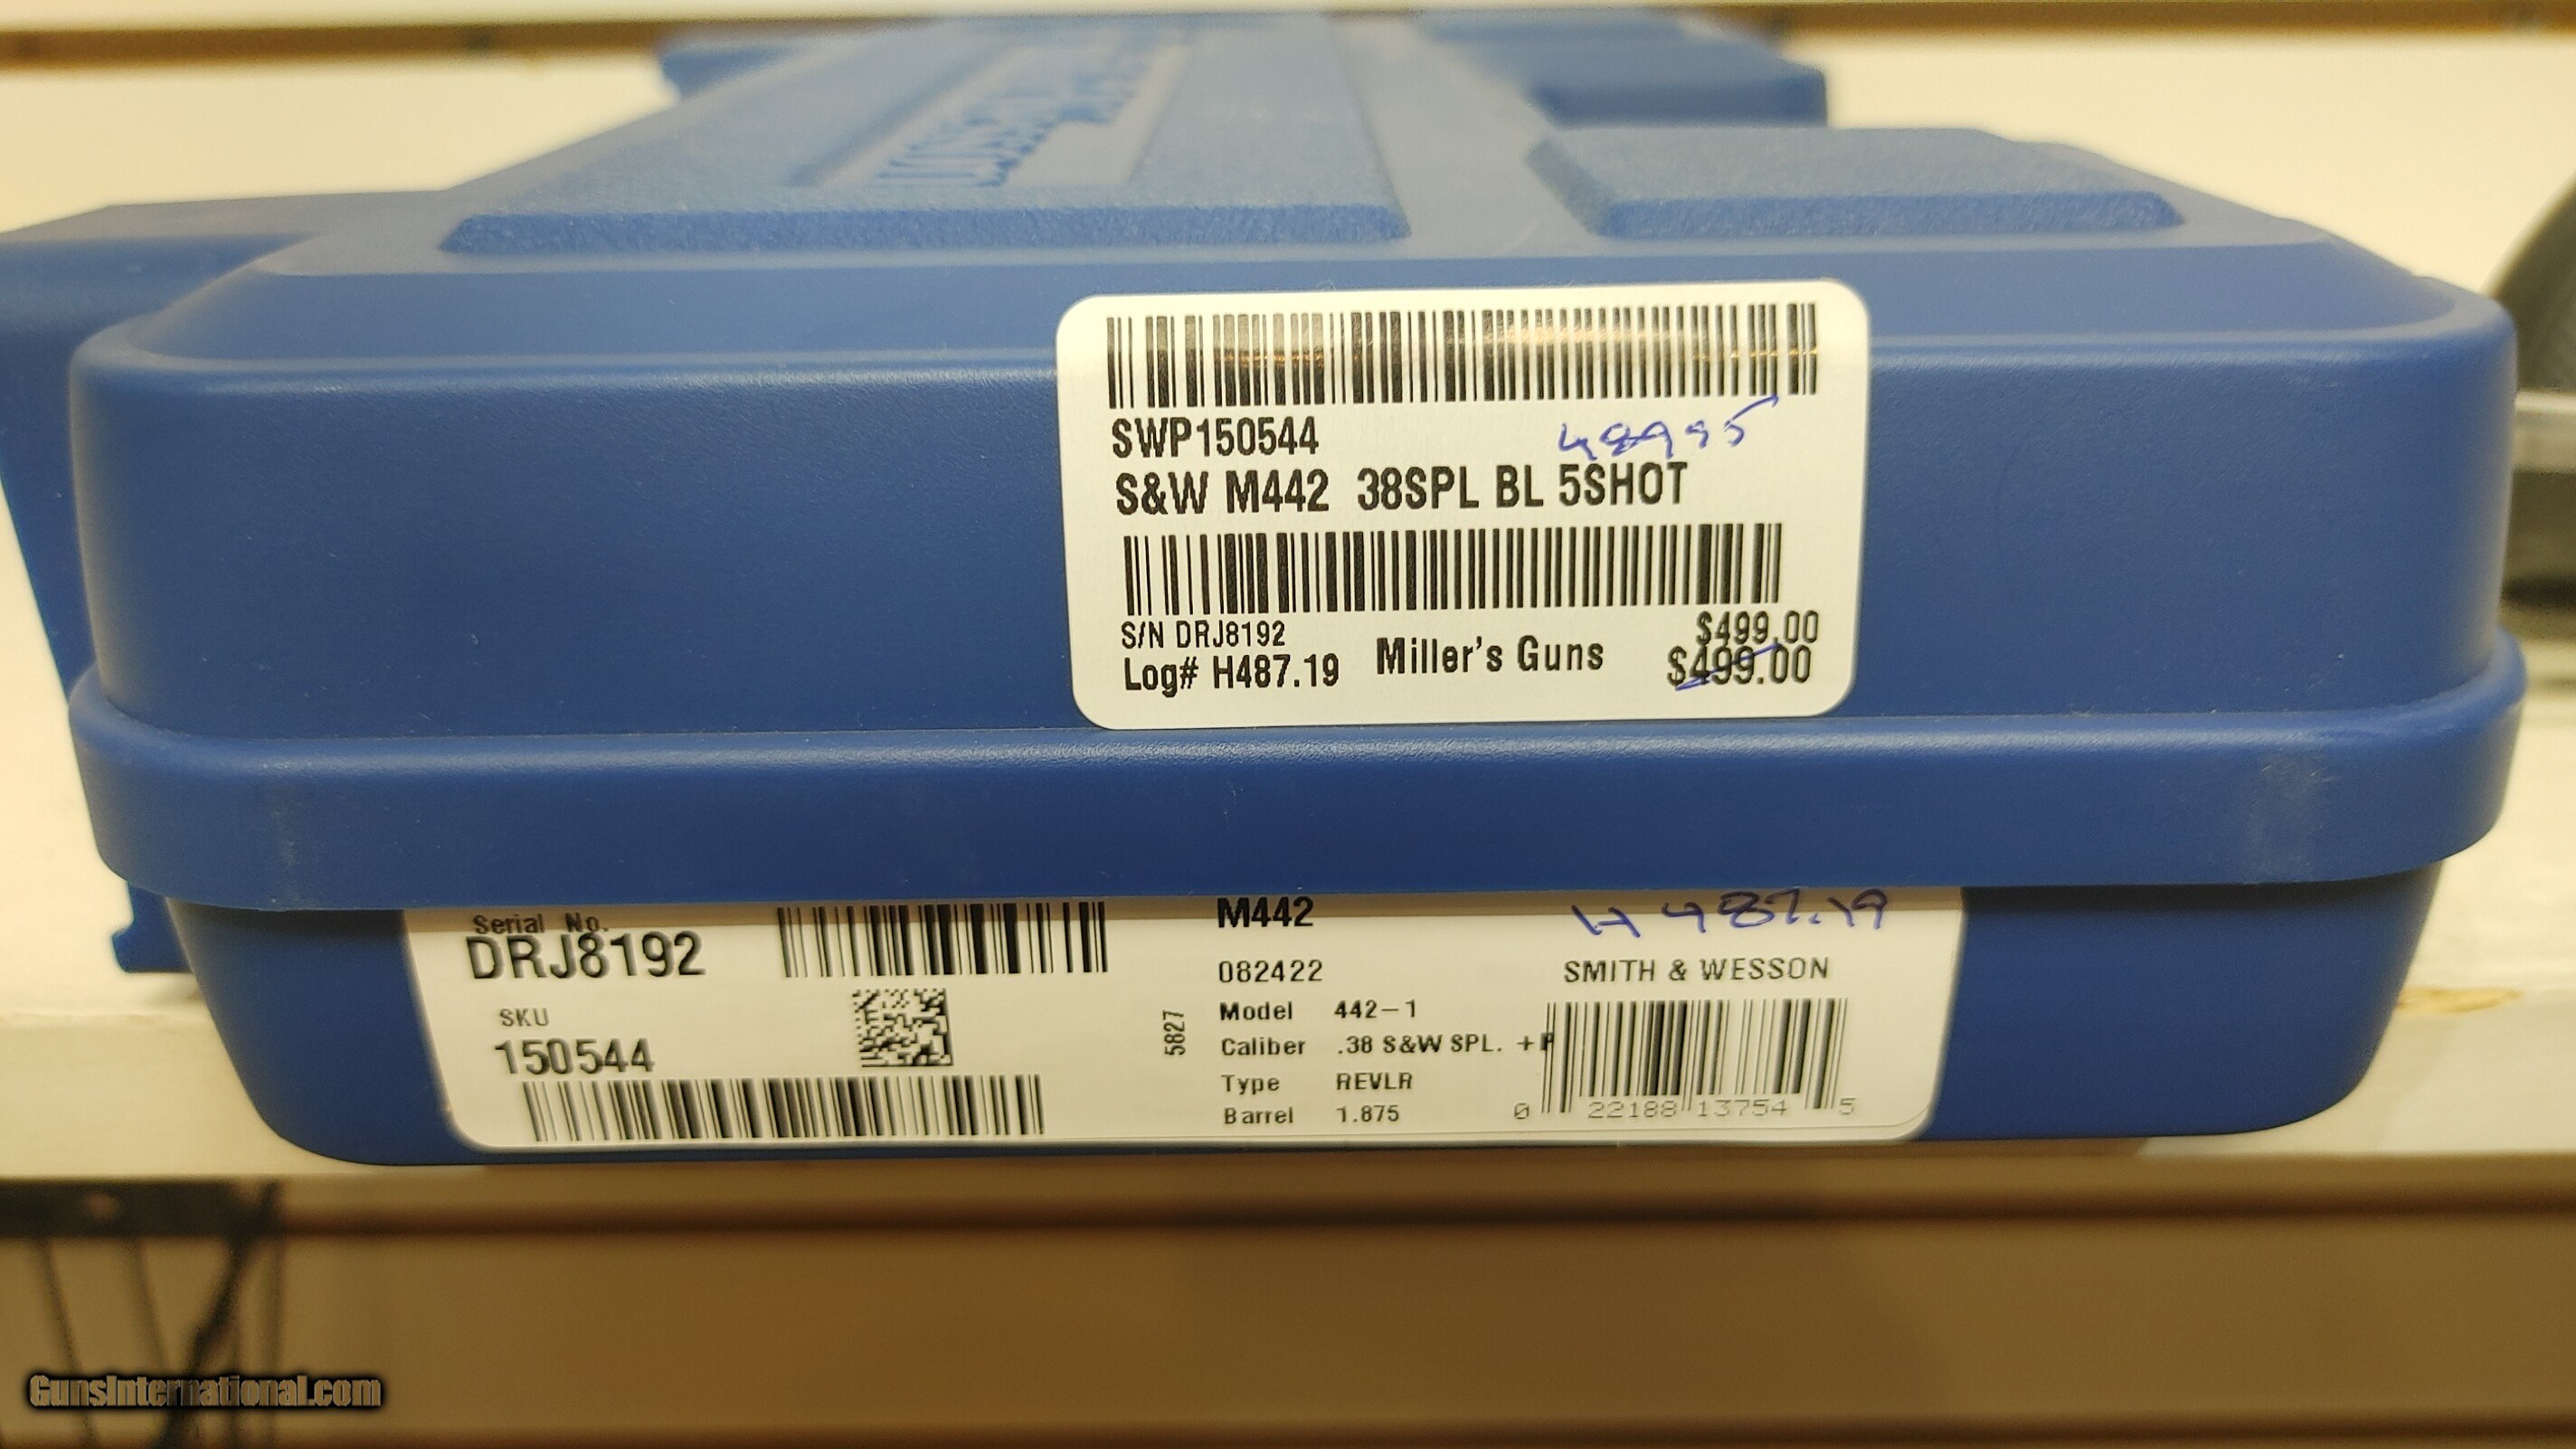 SWP150544
48995
S&W M442 38SPL BL 5SHOT
S/N DRJ8192
$499.00
Log# H487.19
Miller's Guns
$499.00
Serial No.
DRJ8192
SKU
150544
5827
M442
082422
Model 442-1
Caliber .38 S&W SPL. +P
Type REVLR
Barrel 1.875
H487.19
SMITH & WESSON
0 22188 13754 5
GunsInternational.com